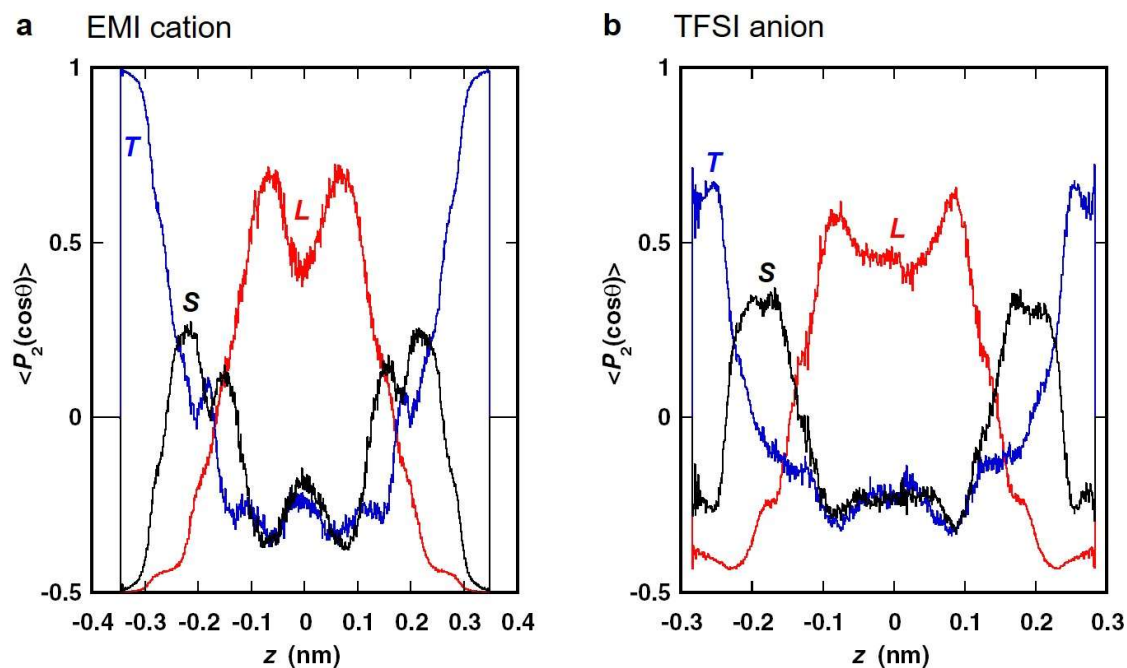 a EMI cation
1
0.5
0
-0.5
<P2(cosθ)>
T
L
S
-0.4 -0.3 -0.2 -0.1 0 0.1 0.2 0.3 0.4
z (nm)
b TFSI anion
1
0.5
0
-0.5
<P2(cosθ)>
T
L
S
-0.3 -0.2 -0.1 0 0.1 0.2 0.3
z (nm)